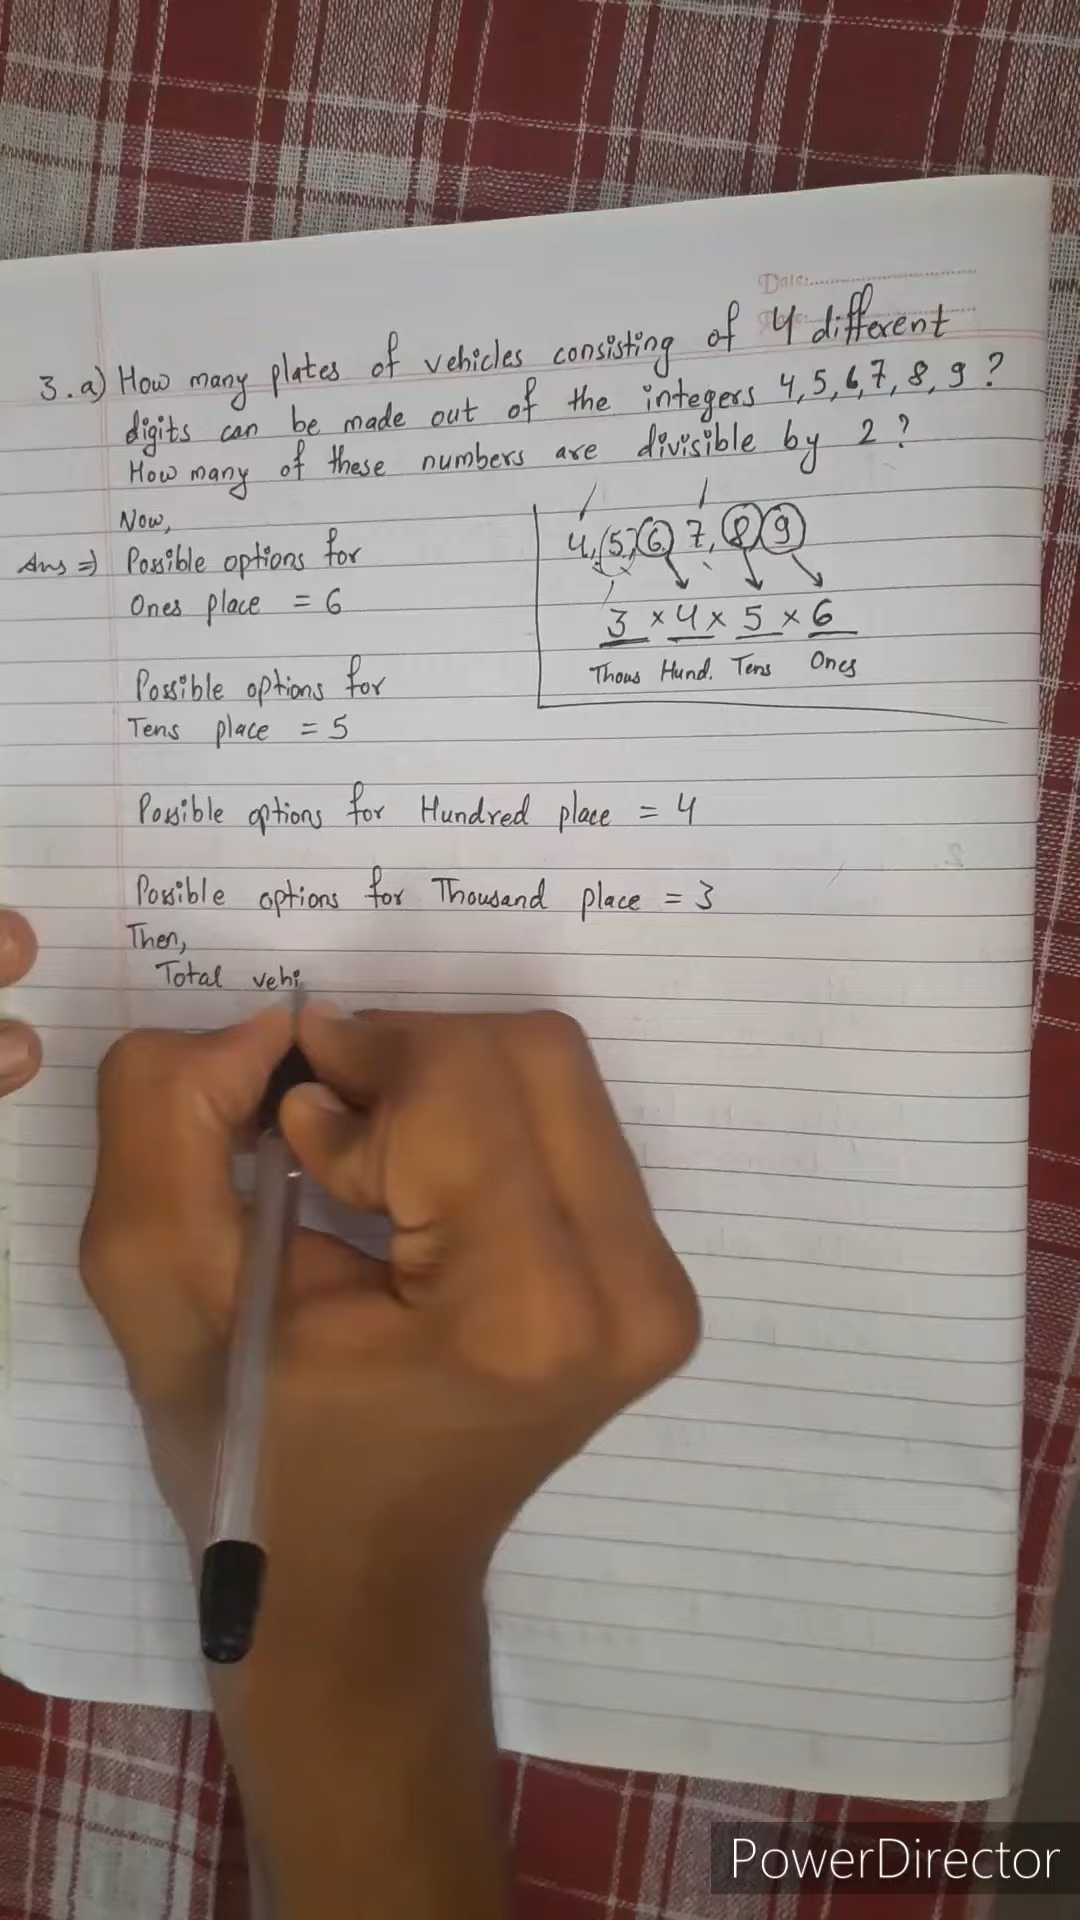 Date:
3. a) How many plates of vehicles consisting of 4 different
digits can be made out of the integers 4, 5, 6, 7, 8, 9 ?
How many of these numbers are divisible by 2 ?
Now,
Ans ⇒ Possible options for
Ones place = 6
4, 5, 6, 7, 8, 9
3 × 4 × 5 × 6
Thous Hund. Tens Ones
Possible options for
Tens place = 5
Possible options for Hundred place = 4
Possible options for Thousand place = 3
Then,
Total vehi
PowerDirector